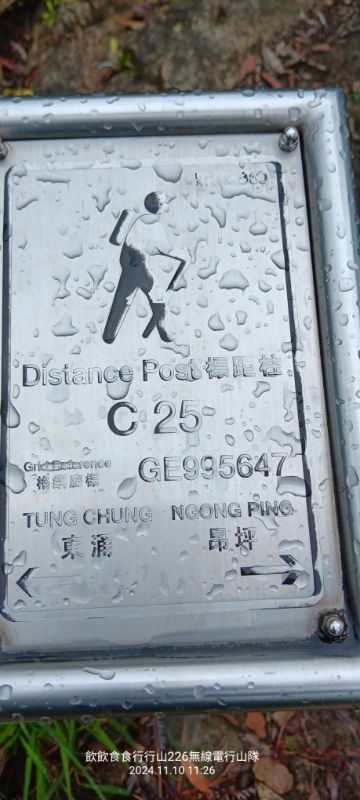 Distance Post 標距柱
C 25
Grid Reference
格網座標
GE995647
TUNG CHUNG NGONG PING
東涌 昂坪
飲飲食食行行山226無線電行山隊
2024.11.10 11:26